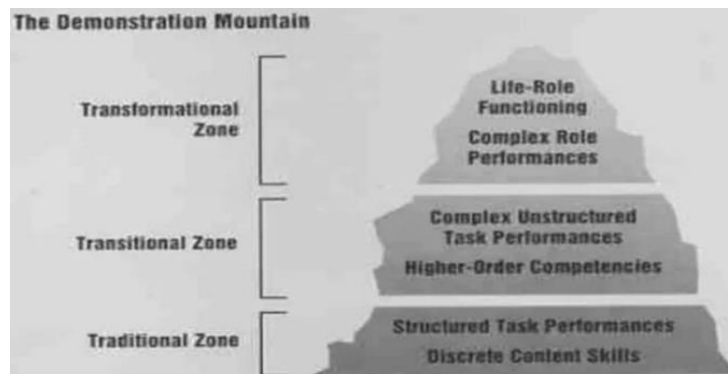 The Demonstration Mountain
Transformational
Zone
Life-Role
Functioning
Complex Role
Performances
Transitional Zone
Complex Unstructured
Task Performances
Higher-Order Competencies
Traditional Zone
Structured Task Performances
Discrete Content Skills